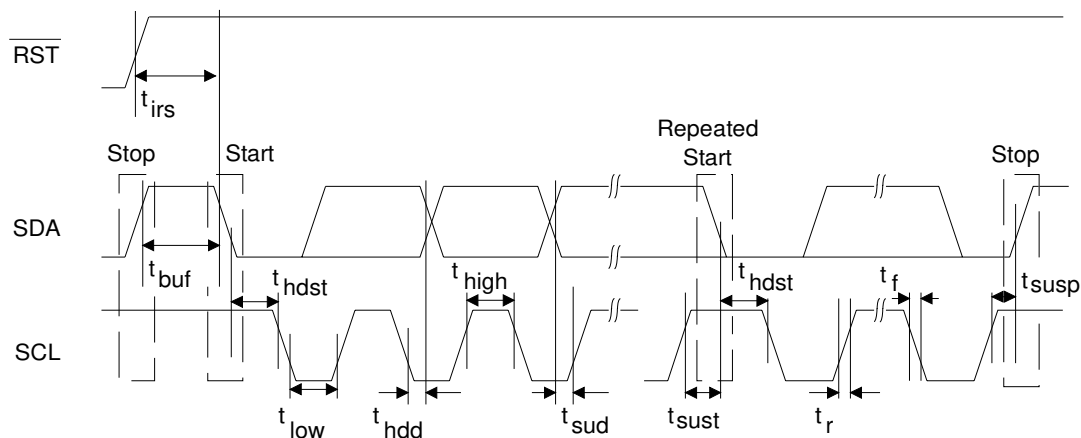 RST
t irs
Repeated
Stop Start Start Stop
SDA
t buf t hdst t high t hdst t f t susp
SCL
t low t hdd t sud t sust t r